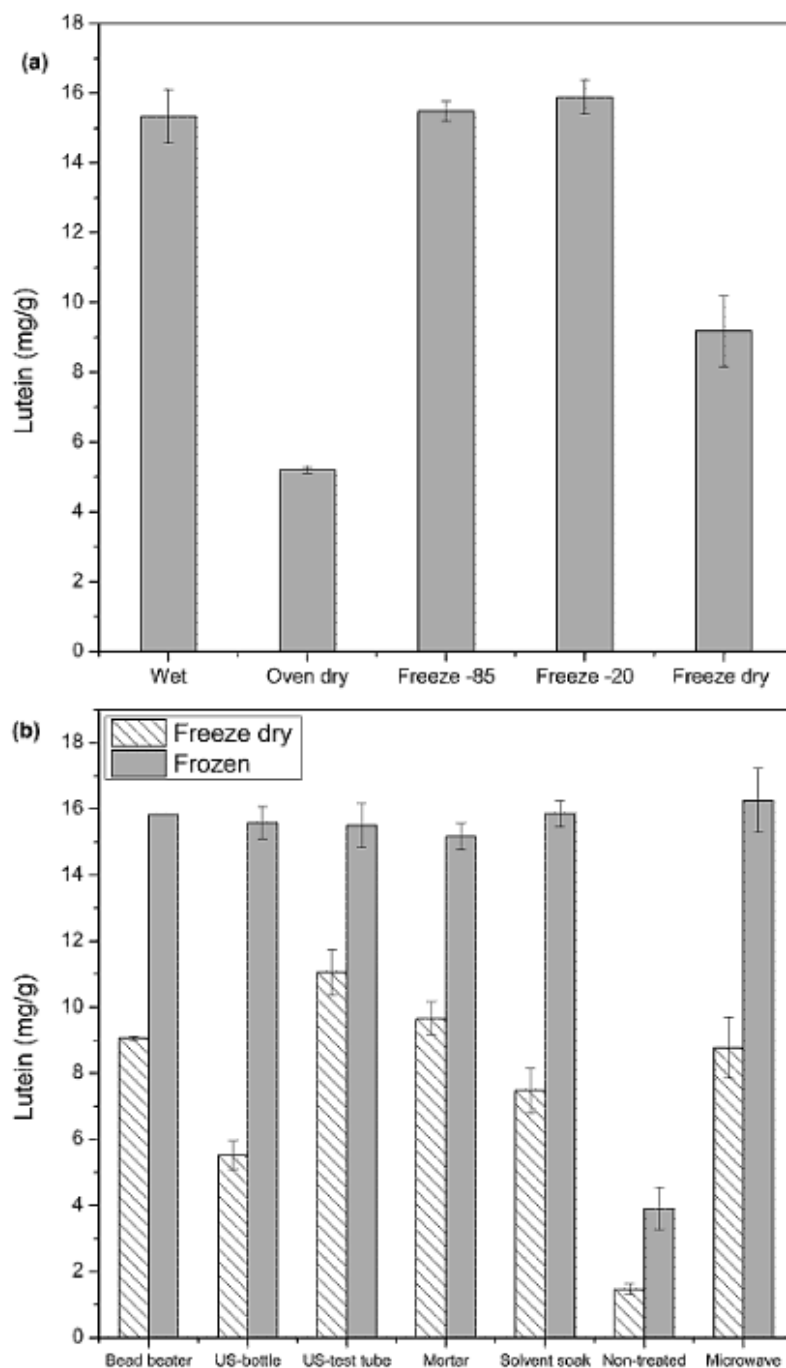 (a)
18
16
14
12
10
8
6
4
2
0
Lutein (mg/g)
Wet Oven dry Freeze -85 Freeze -20 Freeze dry
(b)
Freeze dry
Frozen
18
16
14
12
10
8
6
4
2
0
Lutein (mg/g)
Bead beater US-bottle US-test tube Mortar Solvent soak Non-treated Microwave